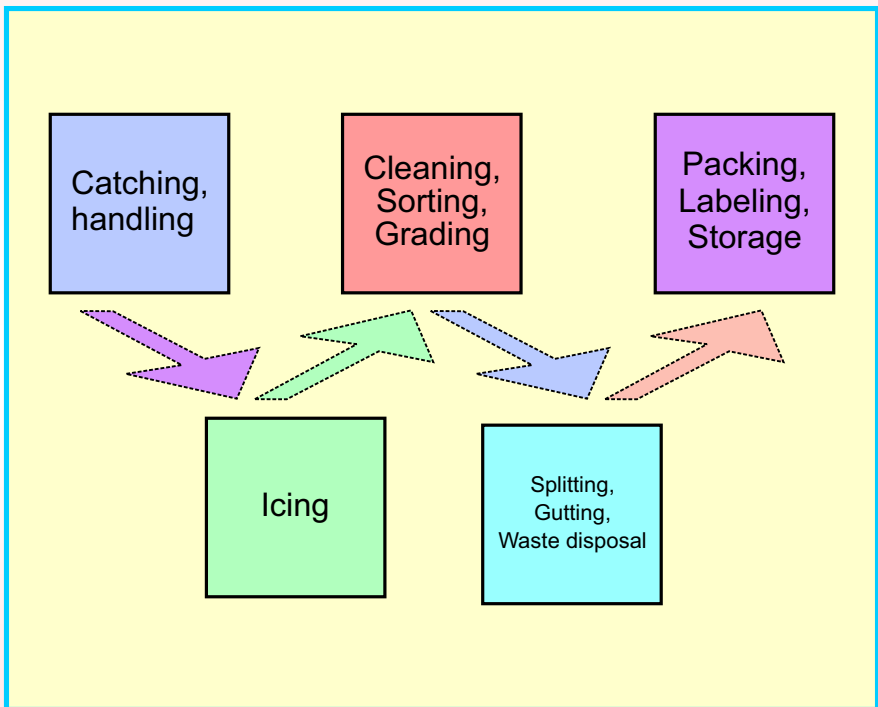 Catching,
handling
Icing
Cleaning,
Sorting,
Grading
Splitting,
Gutting,
Waste disposal
Packing,
Labeling,
Storage